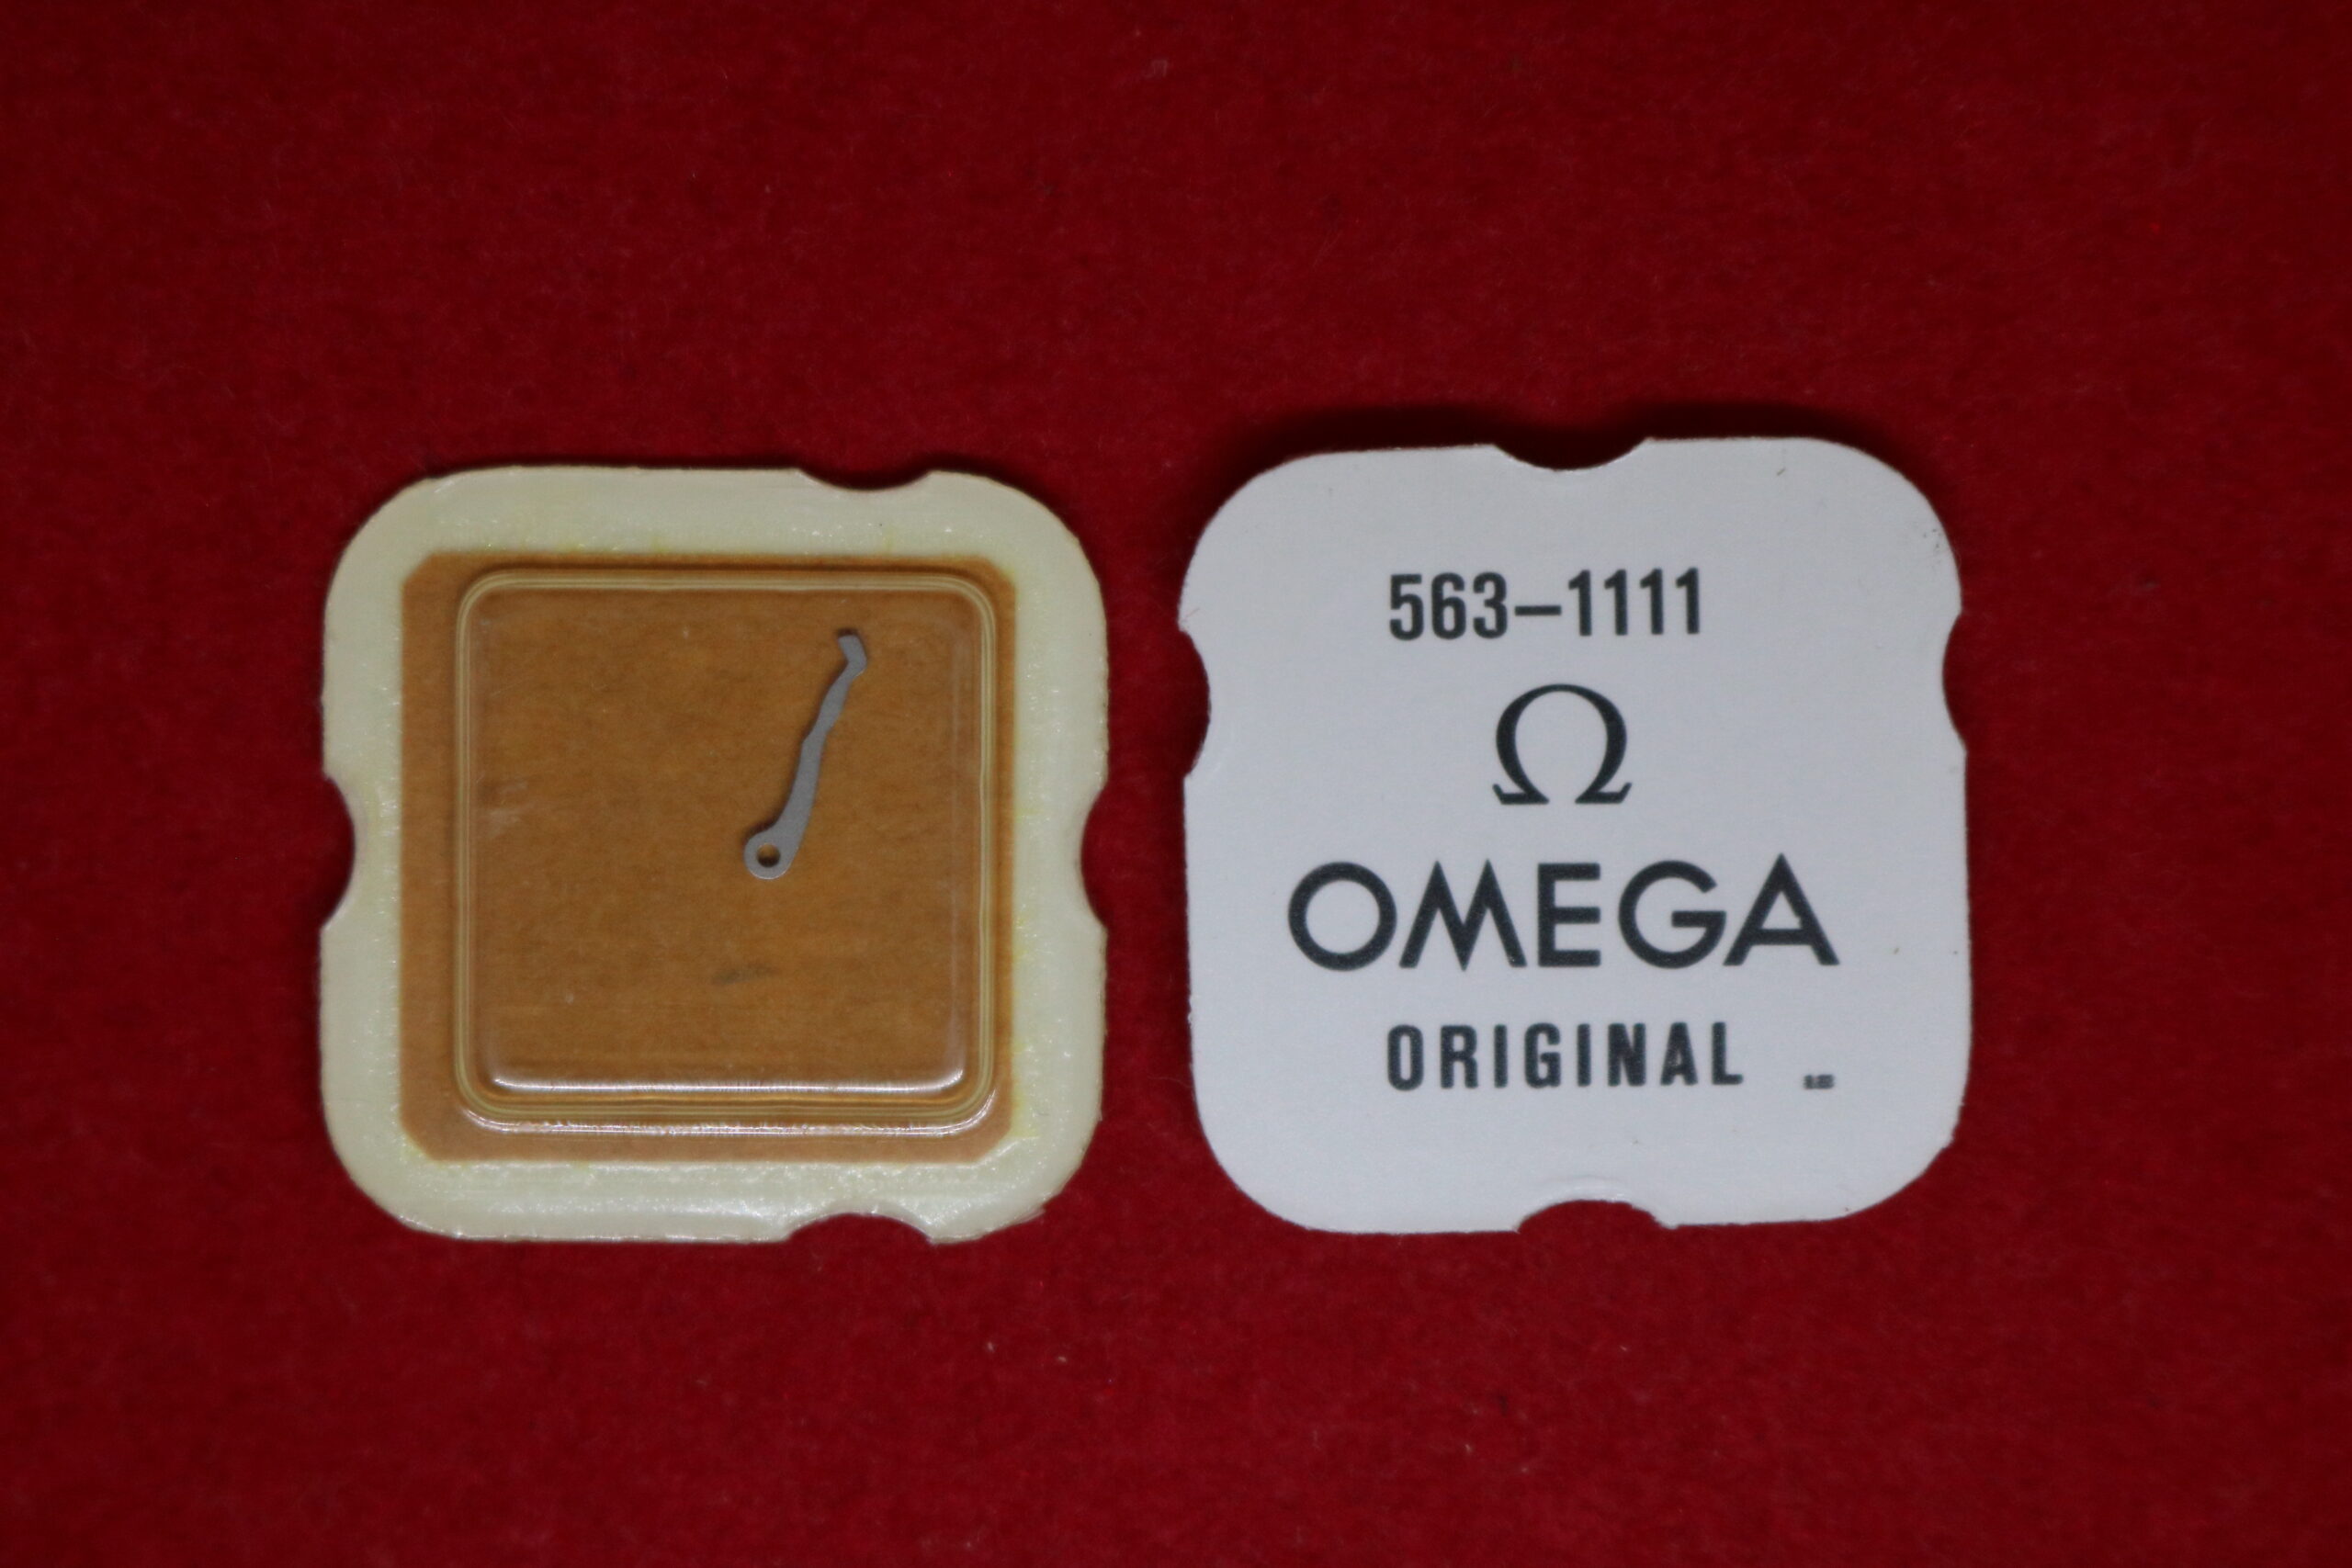 563–1111
Ω
OMEGA
ORIGINAL